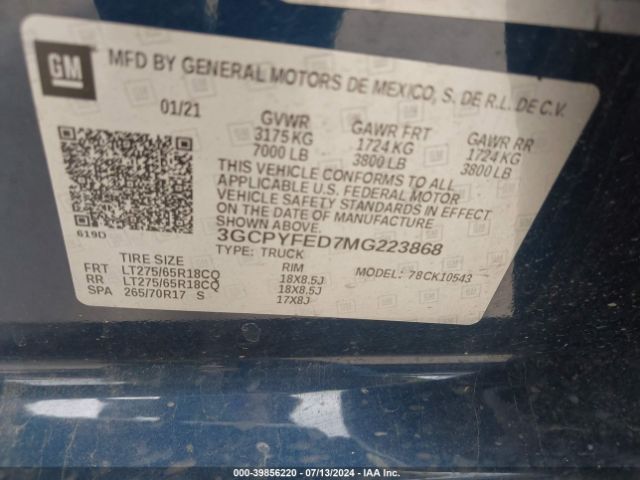 GM
MFD BY GENERAL MOTORS DE MEXICO, S. DE R.L. DE C.V.
01/21 GVWR GAWR FRT GAWR RR
3175 KG 1724 KG 1724 KG
7000 LB 3800 LB 3800 LB
THIS VEHICLE CONFORMS TO ALL
APPLICABLE U.S. FEDERAL MOTOR
VEHICLE SAFETY STANDARDS IN EFFECT
ON THE DATE OF MANUFACTURE
SHOWN ABOVE.
619D
3GCPYFED7MG223868
TYPE: TRUCK MODEL: 78CK10543
TIRE SIZE RIM
FRT LT275/65R18CQ 18X8.5J
RR LT275/65R18CQ 18X8.5J
SPA 265/70R17 S 17X8J
000-39856220 - 07/13/2024 - IAA Inc.